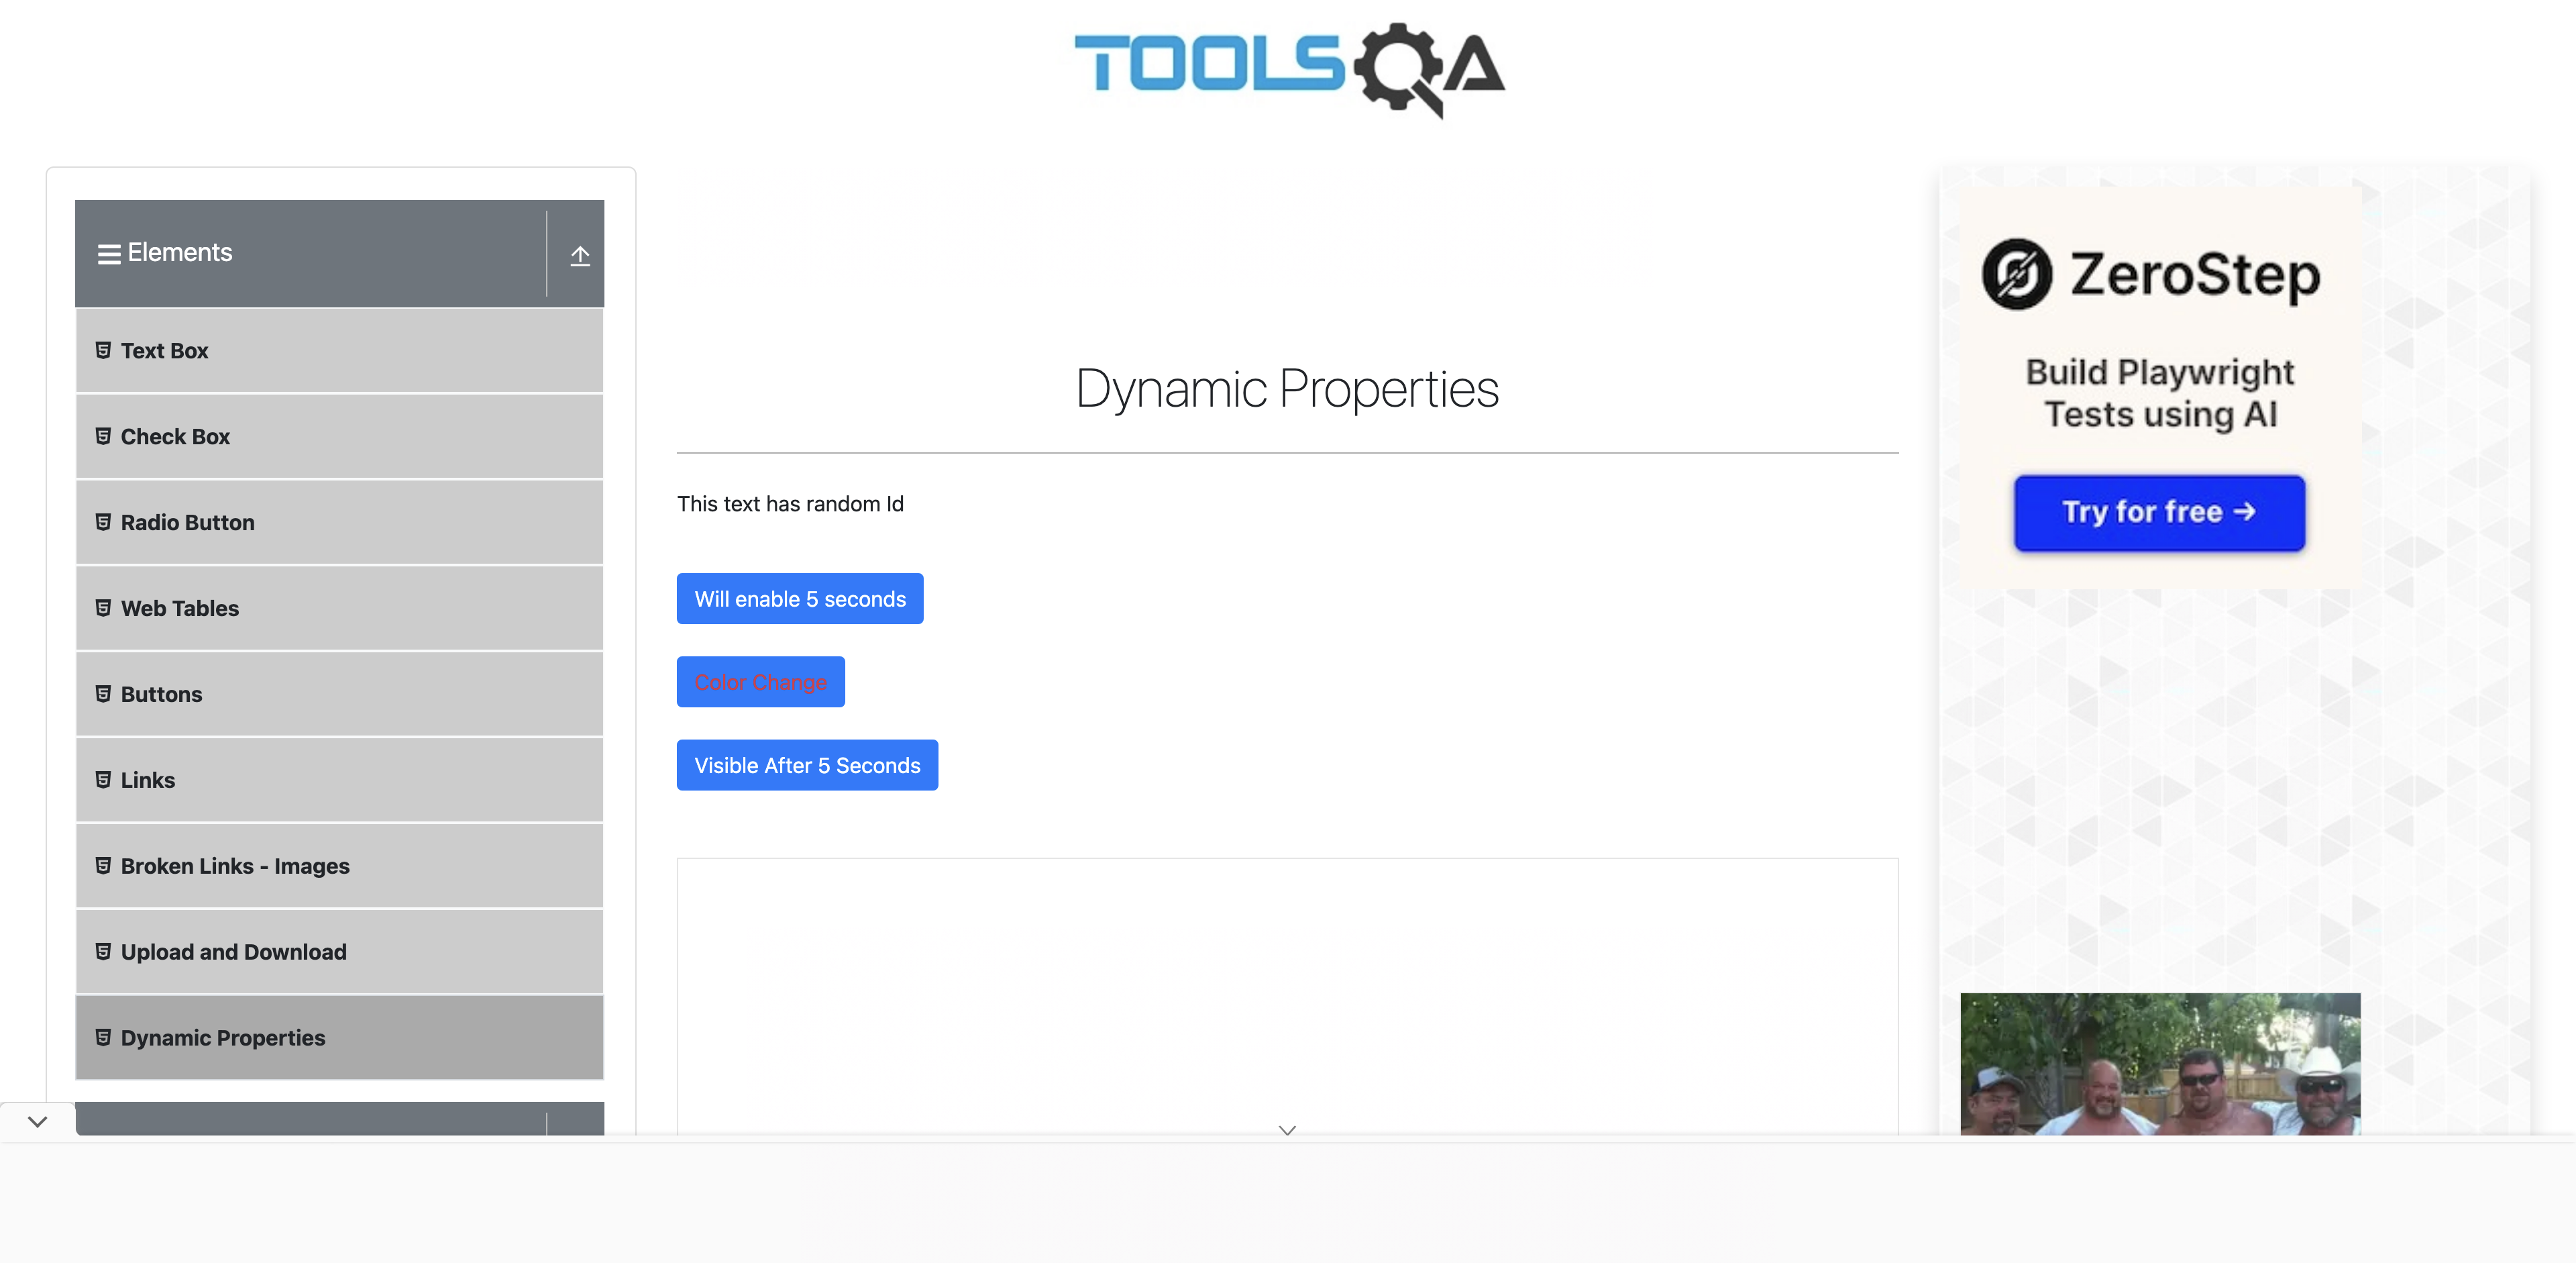 TOOLSQA
Elements
Text Box
Check Box
Radio Button
Web Tables
Buttons
Links
Broken Links - Images
Upload and Download
Dynamic Properties
Dynamic Properties
This text has random Id
Will enable 5 seconds
Color Change
Visible After 5 Seconds
ZeroStep
Build Playwright
Tests using AI
Try for free →